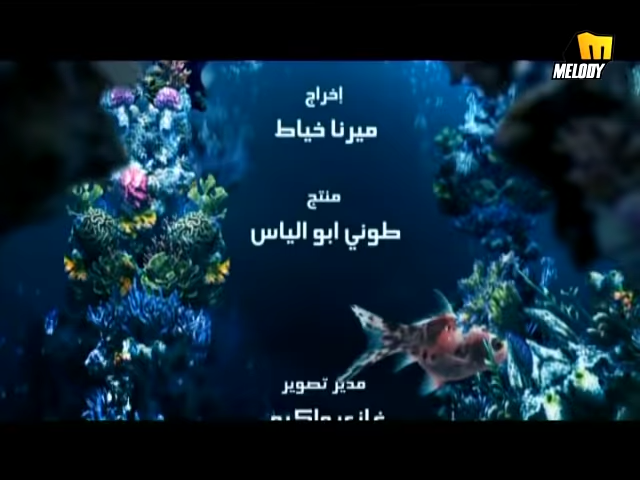 MELODY
إخراج
ميرنا خياط
منتج
طوني ابو الياس
مدير تصوير